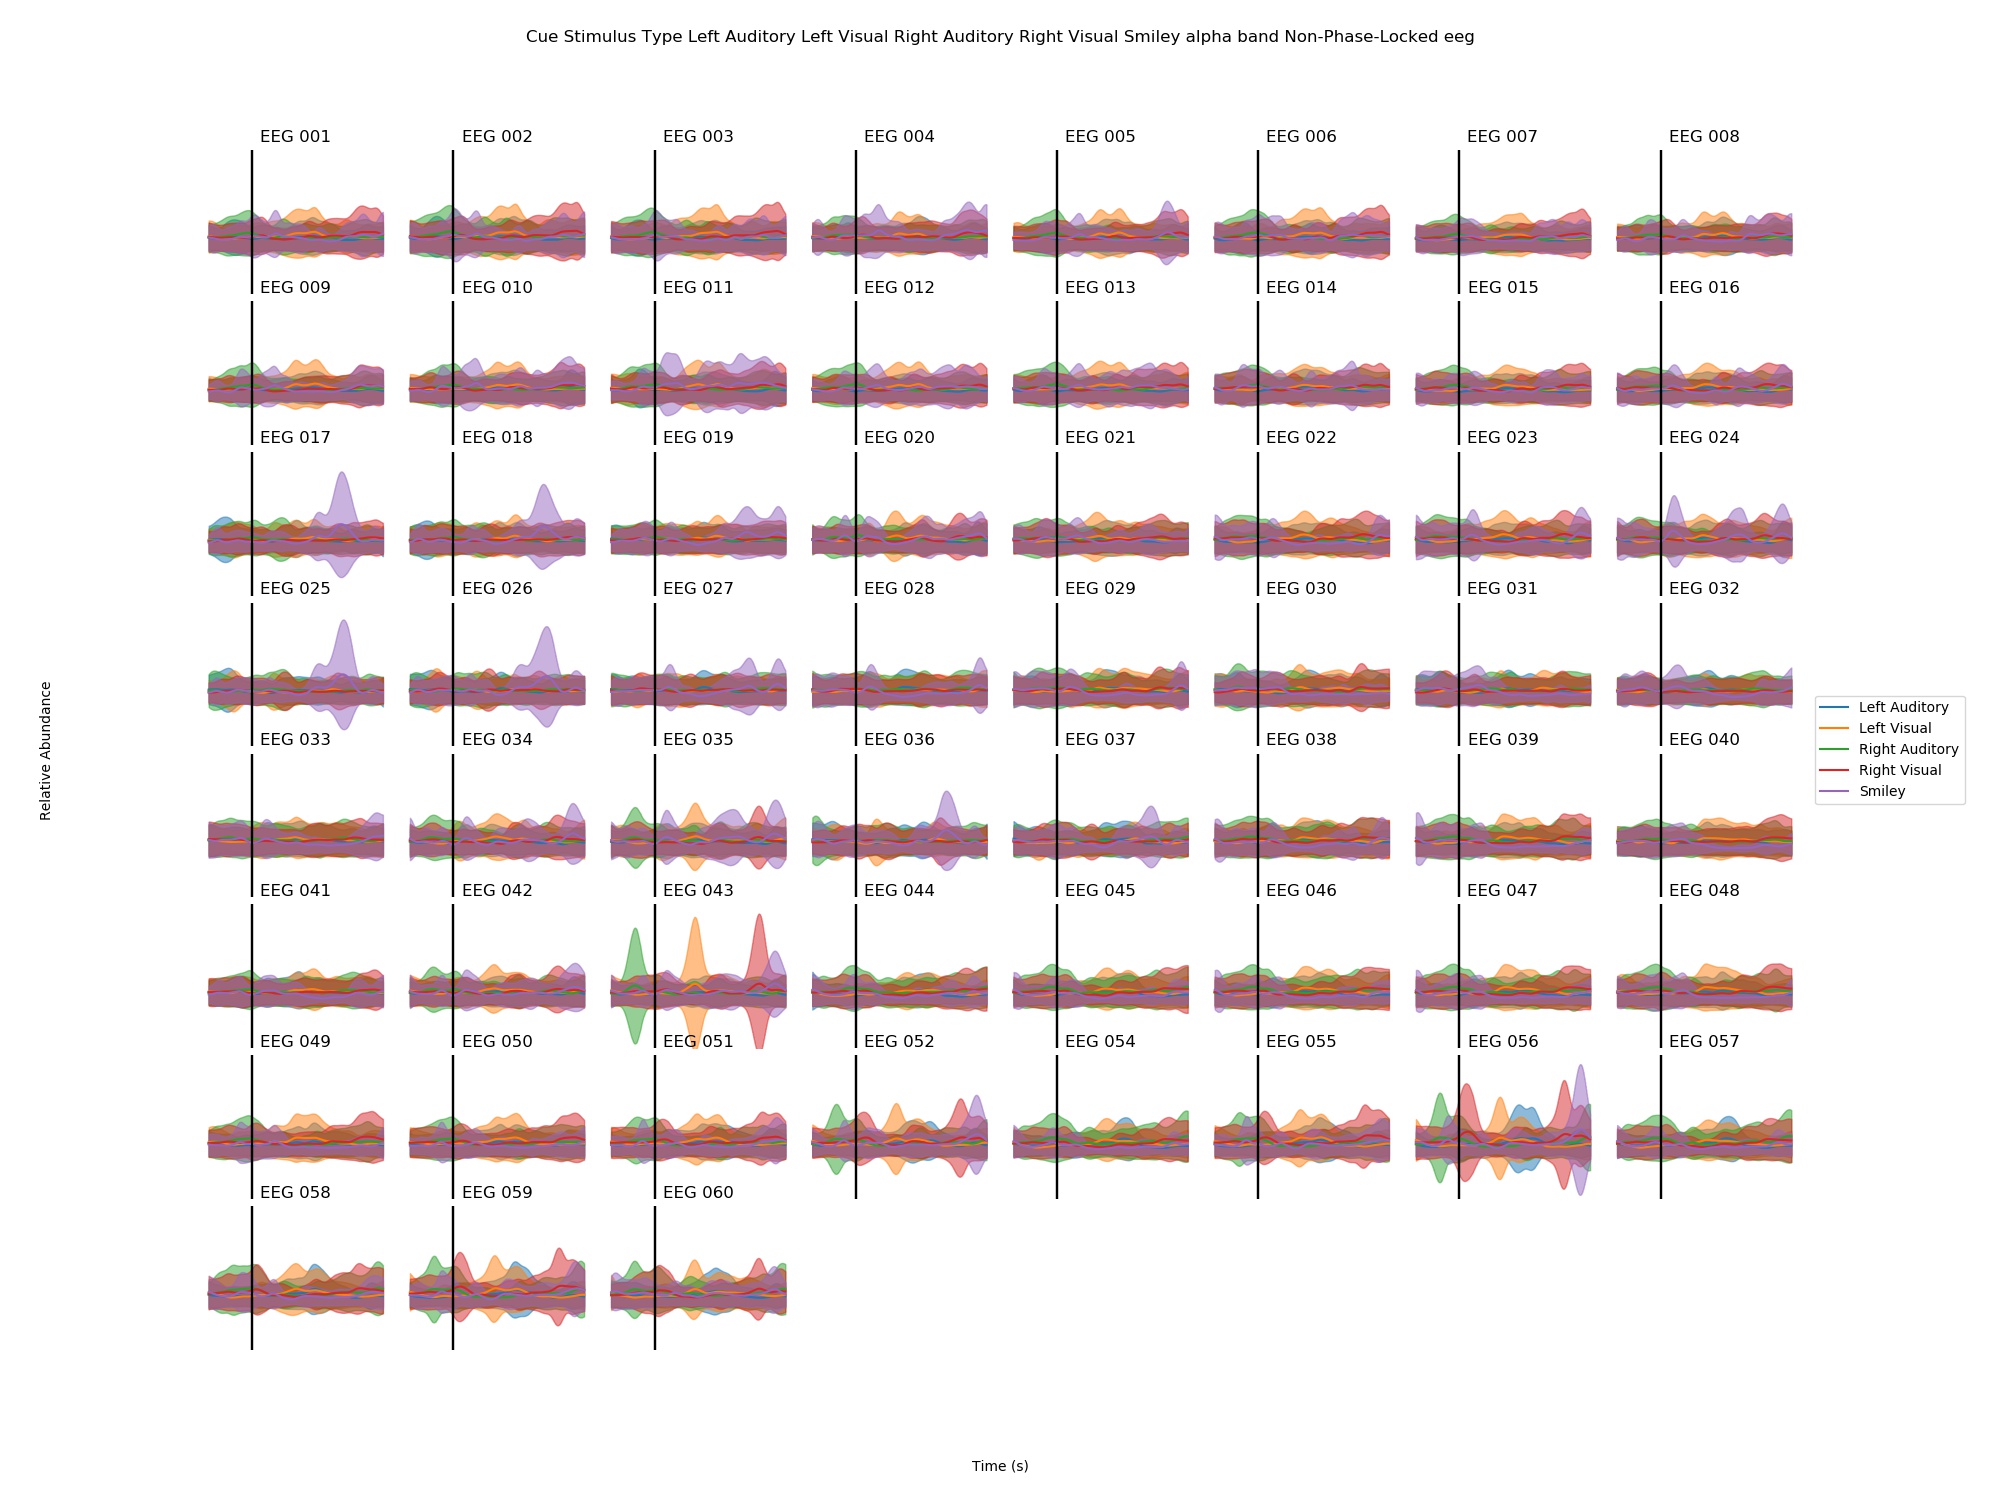 Cue Stimulus Type Left Auditory Left Visual Right Auditory Right Visual Smiley alpha band Non-Phase-Locked eeg
EEG 001
EEG 002
EEG 003
EEG 004
EEG 005
EEG 006
EEG 007
EEG 008
EEG 009
EEG 010
EEG 011
EEG 012
EEG 013
EEG 014
EEG 015
EEG 016
EEG 017
EEG 018
EEG 019
EEG 020
EEG 021
EEG 022
EEG 023
EEG 024
EEG 025
EEG 026
EEG 027
EEG 028
EEG 029
EEG 030
EEG 031
EEG 032
EEG 033
EEG 034
EEG 035
EEG 036
EEG 037
EEG 038
EEG 039
EEG 040
EEG 041
EEG 042
EEG 043
EEG 044
EEG 045
EEG 046
EEG 047
EEG 048
EEG 049
EEG 050
EEG 051
EEG 052
EEG 054
EEG 055
EEG 056
EEG 057
EEG 058
EEG 059
EEG 060
Relative Abundance
Left Auditory
Left Visual
Right Auditory
Right Visual
Smiley
Time (s)